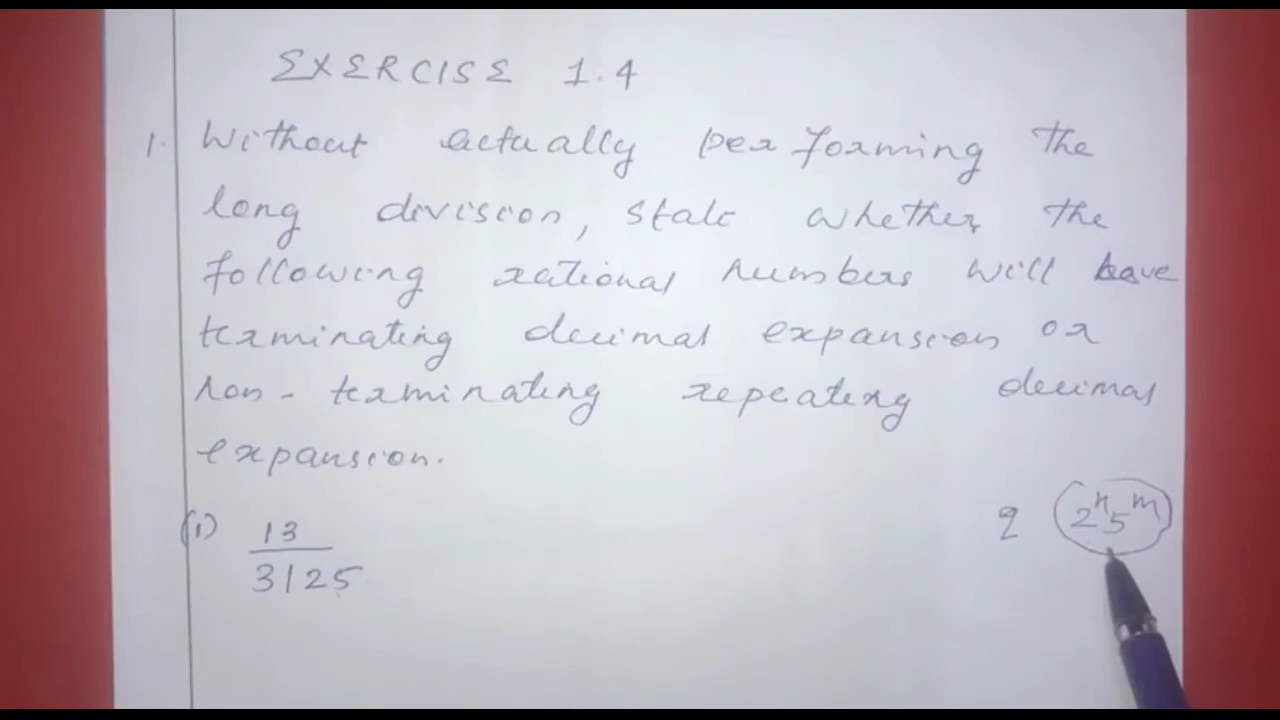 EXERCISE 1.4
1. Without actually performing the
long division, state whether the
following rational numbers will have
terminating decimal expansion or
non-terminating repeating decimal
expansion.
(i) 13/3125
q 2ⁿ5ᵐ